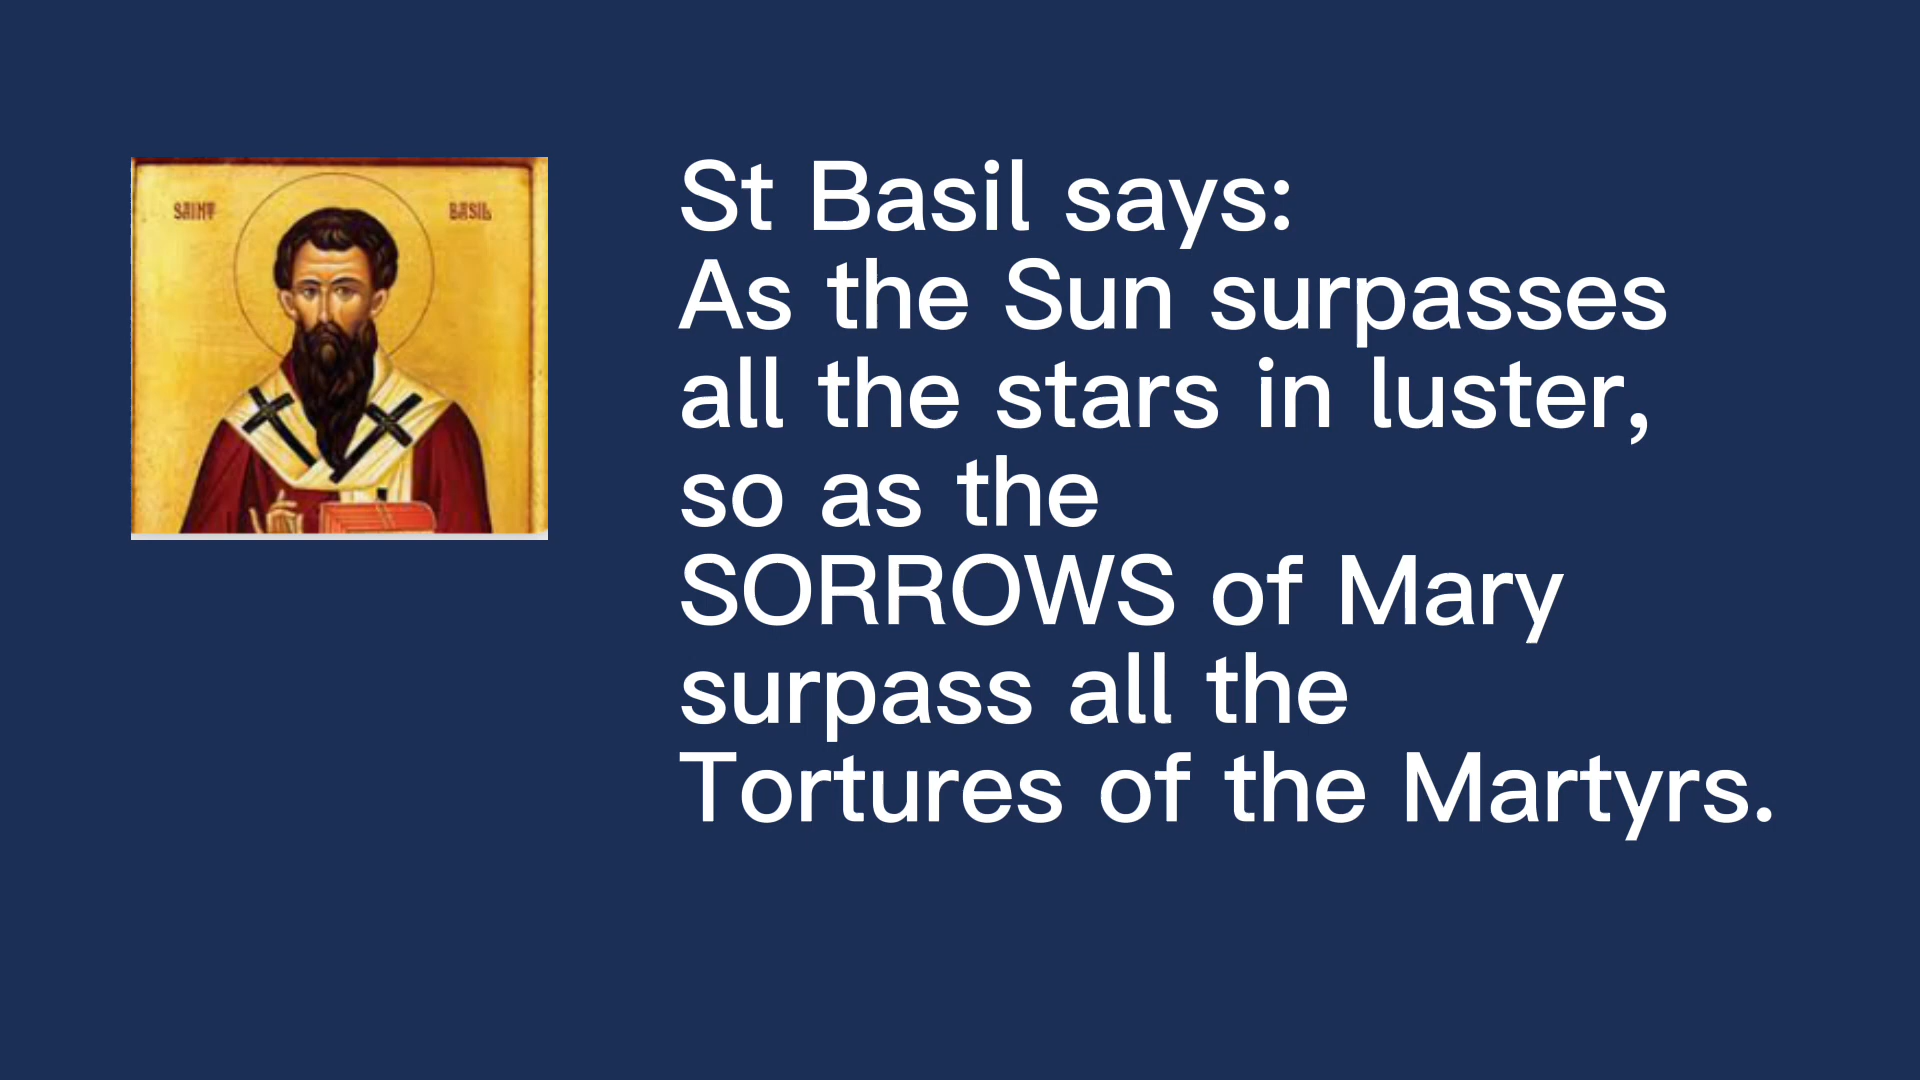 SAINT BASIL
St Basil says:
As the Sun surpasses
all the stars in luster,
so as the
SORROWS of Mary
surpass all the
Tortures of the Martyrs.